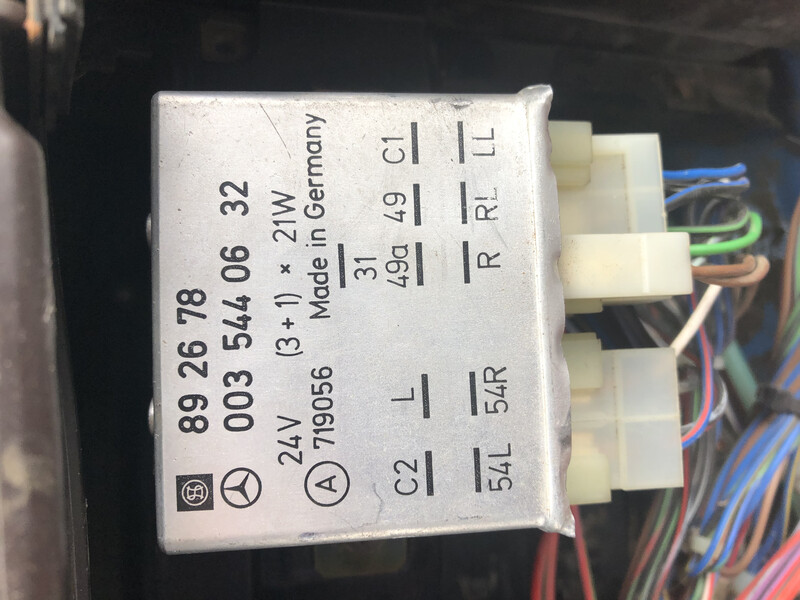 89 26 78
003 544 06 32
24V (3+1) × 21W
A 719056 Made in Germany
31
C2 L 49a 49 C1
54L 54R R RL LL